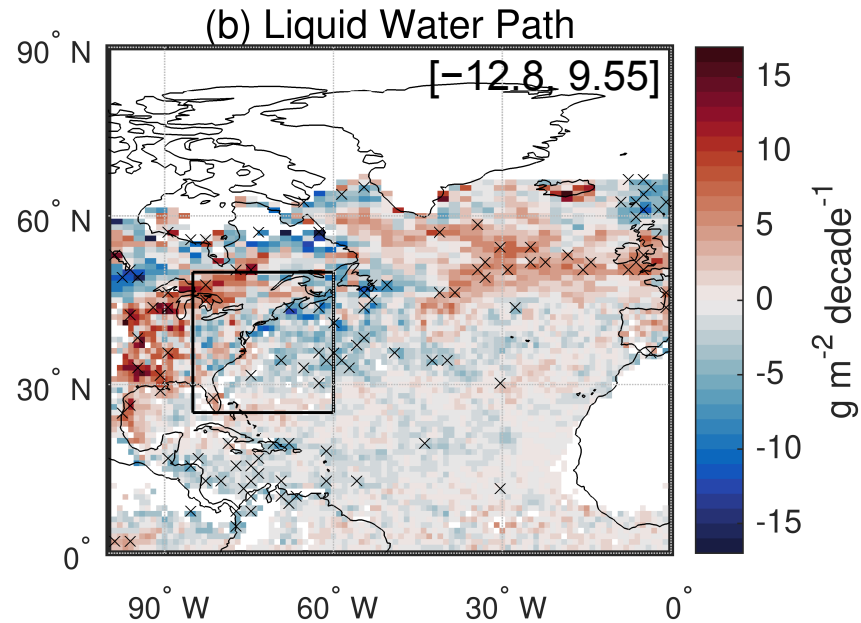 (b) Liquid Water Path
90° N
[−12.8, 9.55]
60° N
30° N
0°
90° W
60° W
30° W
0°
15
10
5
0
-5
-10
-15
g m-2 decade-1